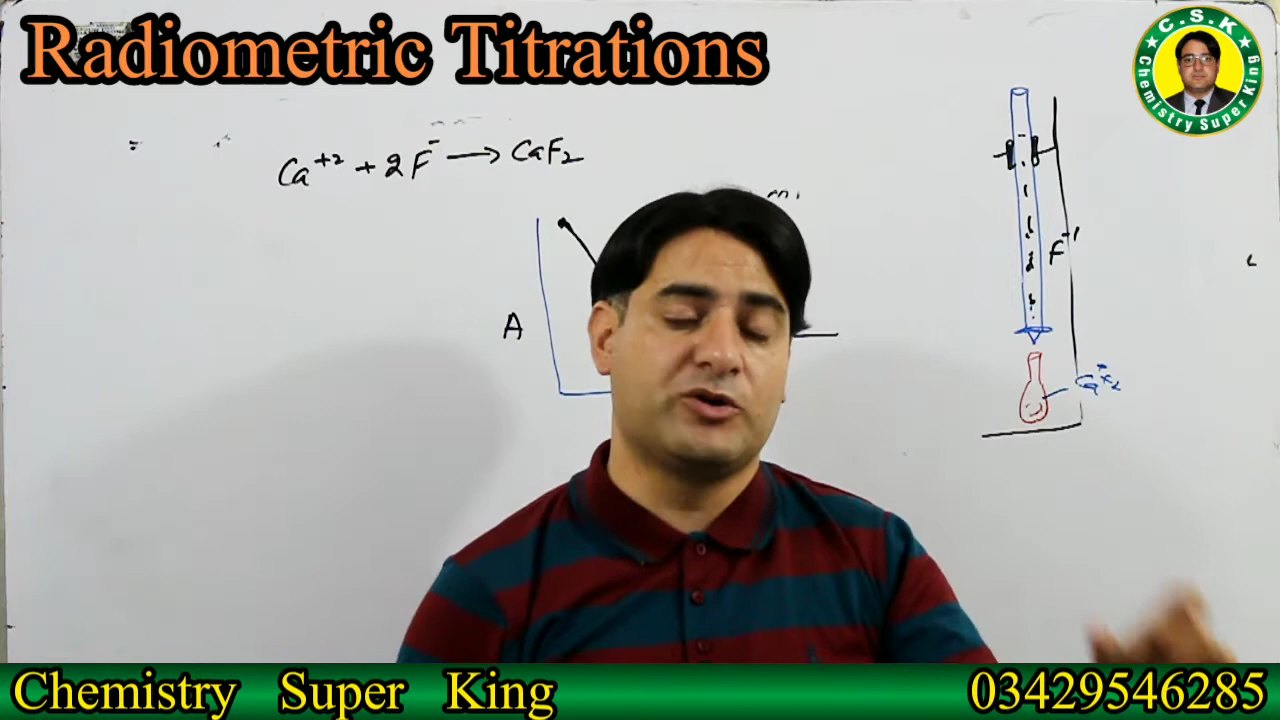 Radiometric Titrations
C.S.K
Chemistry Super King
Ca⁺² + 2F⁻ → CaF₂
F⁻¹
A
Chemistry Super King
03429546285